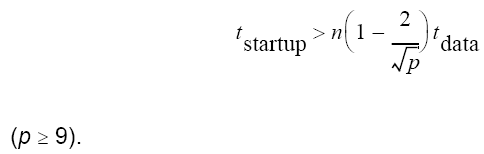 t_startup > n(1 − 2/√p) t_data
(p ≥ 9).